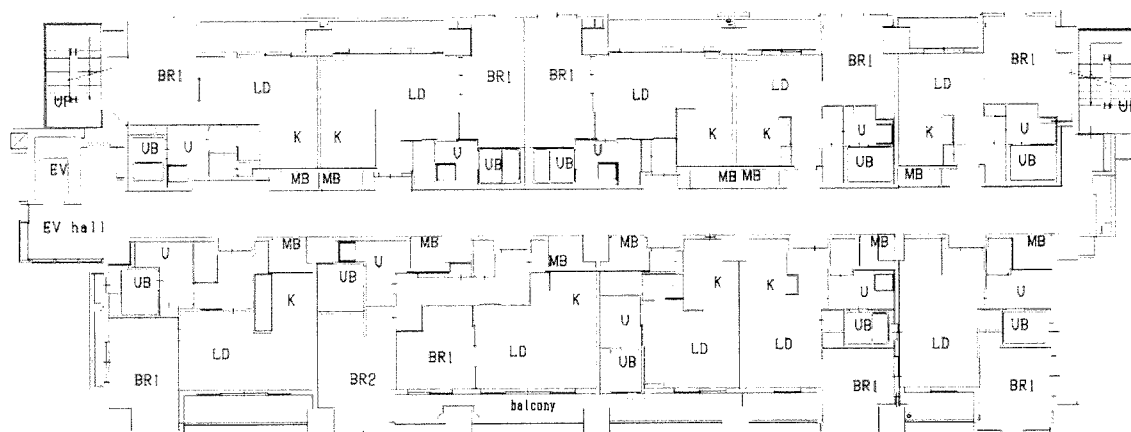 BR1 LD LD BR1 BR1 LD LD BR1 LD BR1
UP UP
K K K K K
UB U U UB UB U U UB U UB
EV MB MB MB MB MB
EV hall
U MB U MB MB MB MB MB
UB UB K K K K U U
U UB UB
LD BR1 LD UB LD LD LD
BR1 BR2 BR1 BR1
balcony